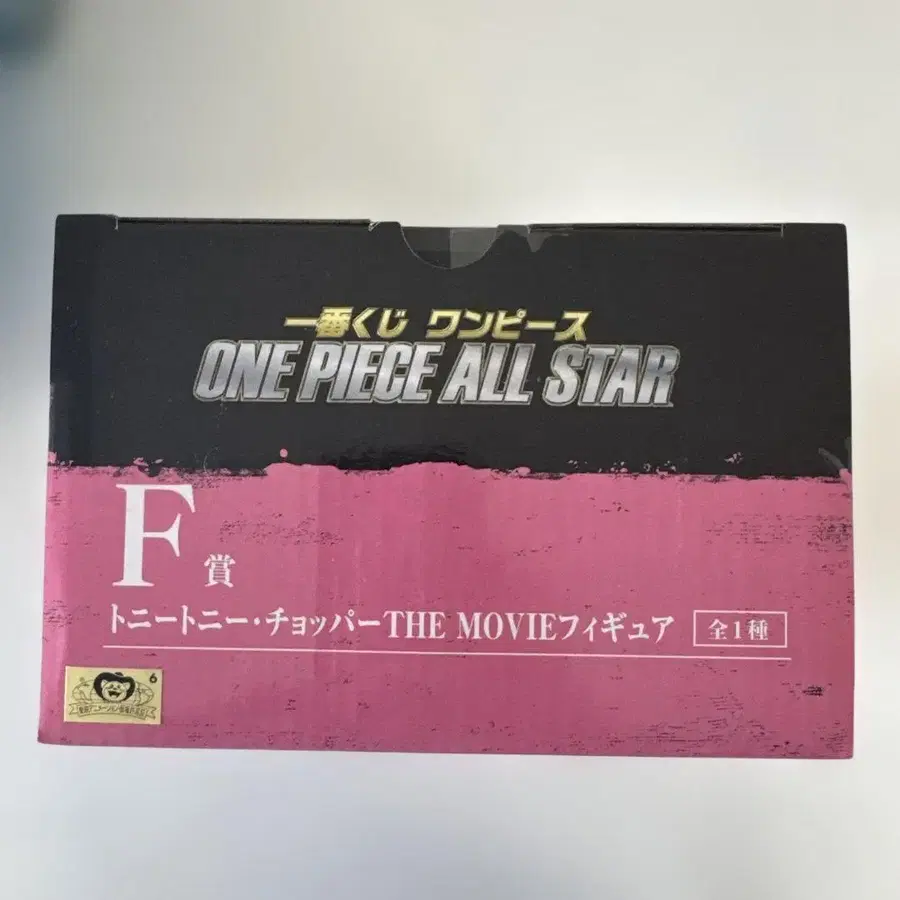 一番くじ ワンピース
ONE PIECE ALL STAR
F賞
トニートニー・チョッパーTHE MOVIEフィギュア 全1種
6